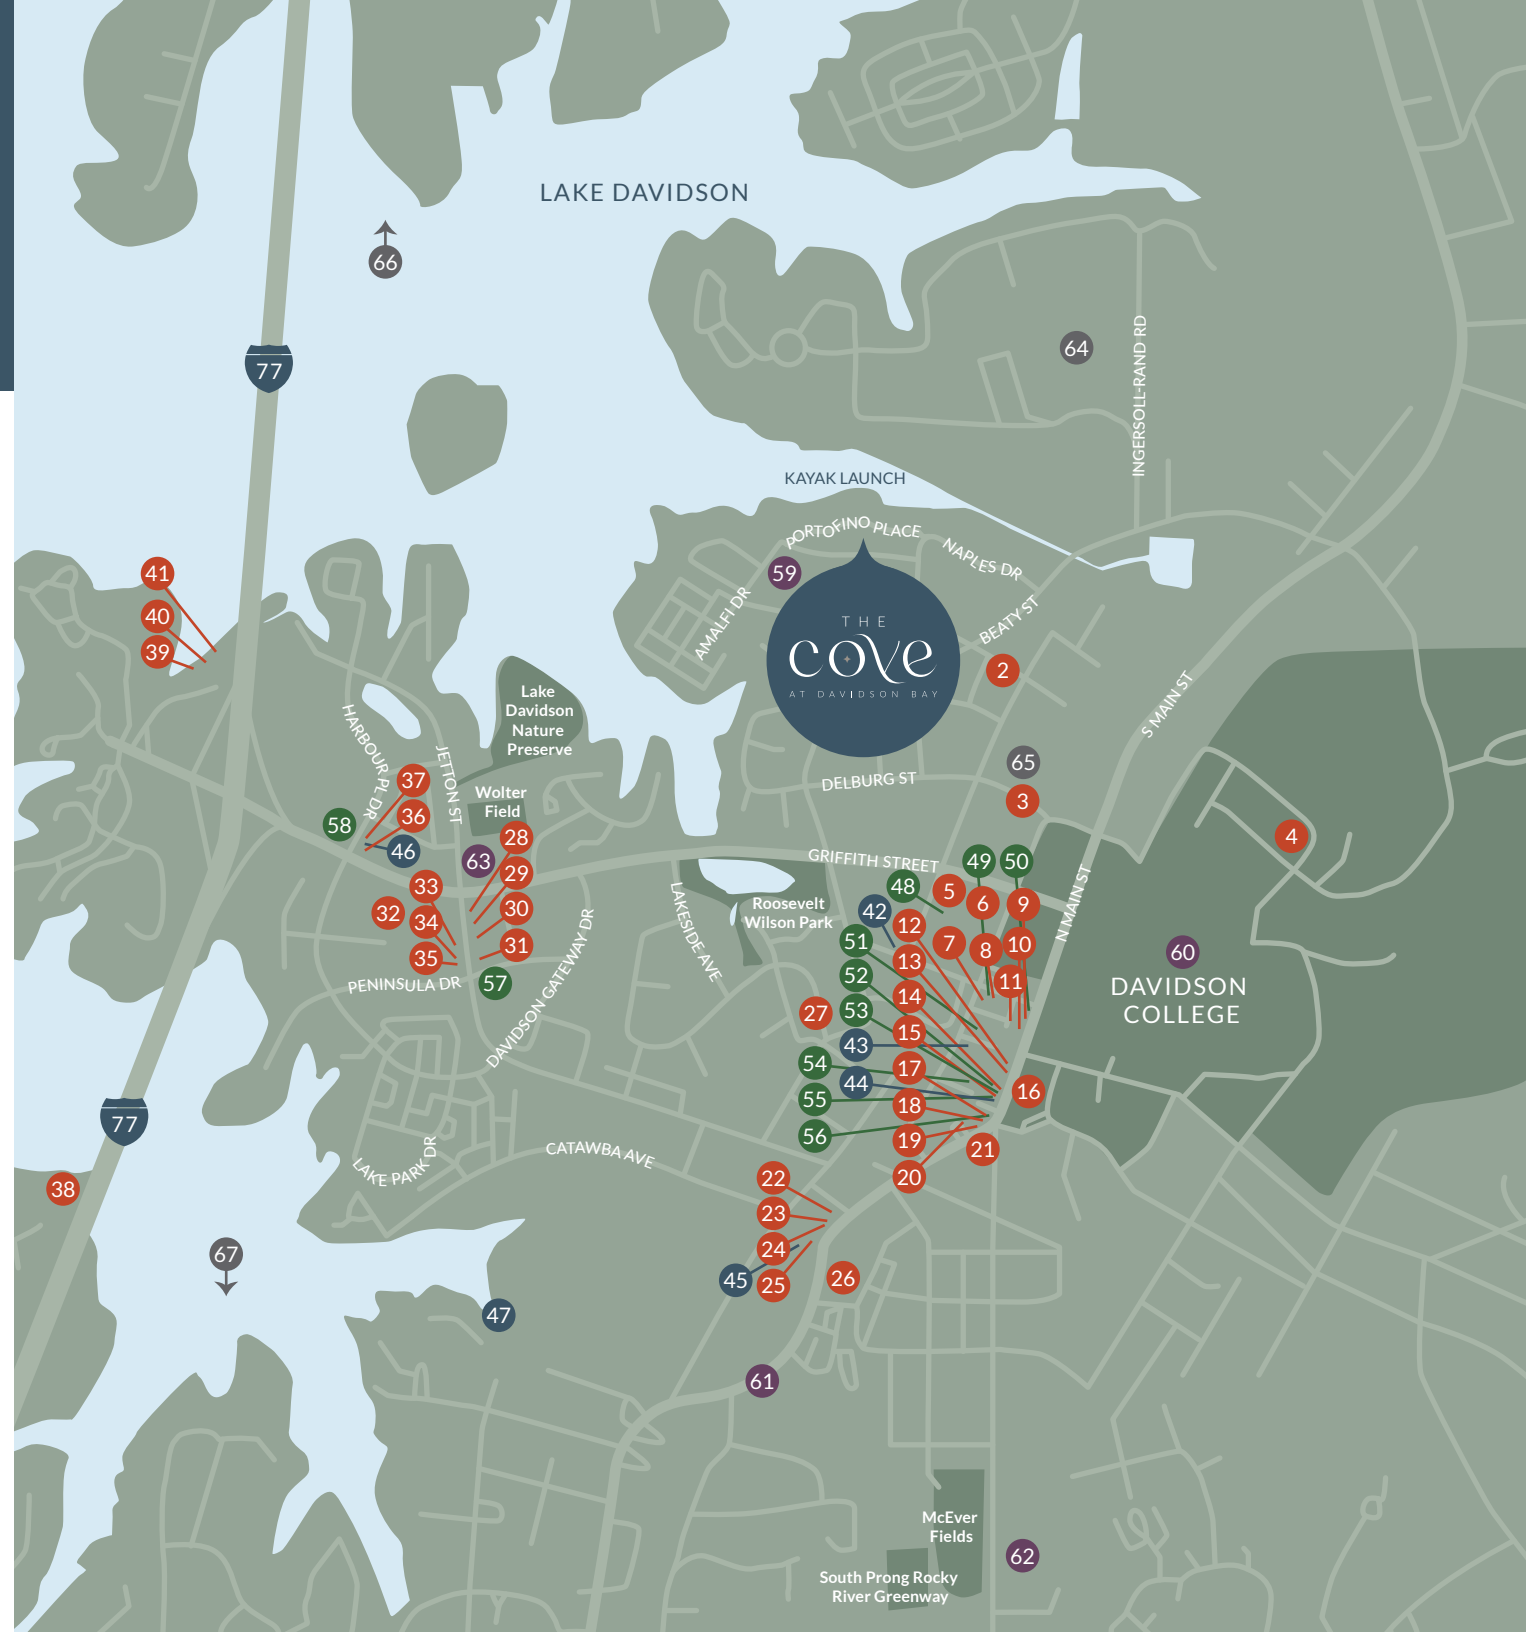 LAKE DAVIDSON
66
64
INGERSOLL-RAND RD
77
KAYAK LAUNCH
PORTOFINO PLACE
NAPLES DR
59
41
40
39
AMALFI DR
BEATY ST
THE
cove
AT DAVIDSON BAY
2
S MAIN ST
Lake
Davidson
Nature
Preserve
HARBOUR PL DR
JETTON ST
65
3
4
DELBURG ST
37
36
58
46
Wolter
Field
28
63
29
33
32
34
30
35
31
PENINSULA DR
57
DAVIDSON GATEWAY DR
GRIFFITH STREET
49
50
48
5
6
9
42
12
7
8
10
N MAIN ST
Roosevelt
Wilson Park
LAKESIDE AVE
51
13
52
11
14
27
53
15
43
54
17
44
16
55
18
56
19
21
20
60
DAVIDSON
COLLEGE
77
LAKE PARK DR
CATAWBA AVE
38
22
23
24
45
25
26
67
47
61
McEver
Fields
62
South Prong Rocky
River Greenway